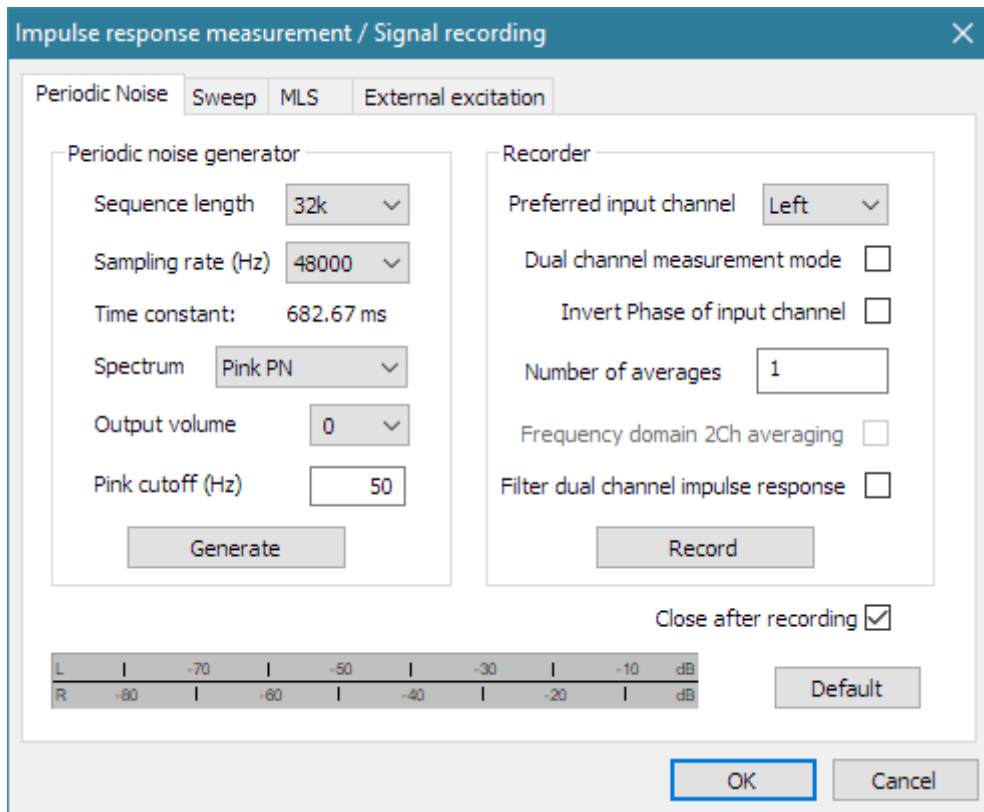 Impulse response measurement / Signal recording
Periodic Noise Sweep MLS External excitation
Periodic noise generator
Sequence length 32k
Sampling rate (Hz) 48000
Time constant: 682.67 ms
Spectrum Pink PN
Output volume 0
Pink cutoff (Hz) 50
Generate
Recorder
Preferred input channel Left
Dual channel measurement mode
Invert Phase of input channel
Number of averages 1
Frequency domain 2Ch averaging
Filter dual channel impulse response
Record
Close after recording
L -70 -50 -30 -10 dB
R -80 -60 -40 -20 dB
Default
OK Cancel